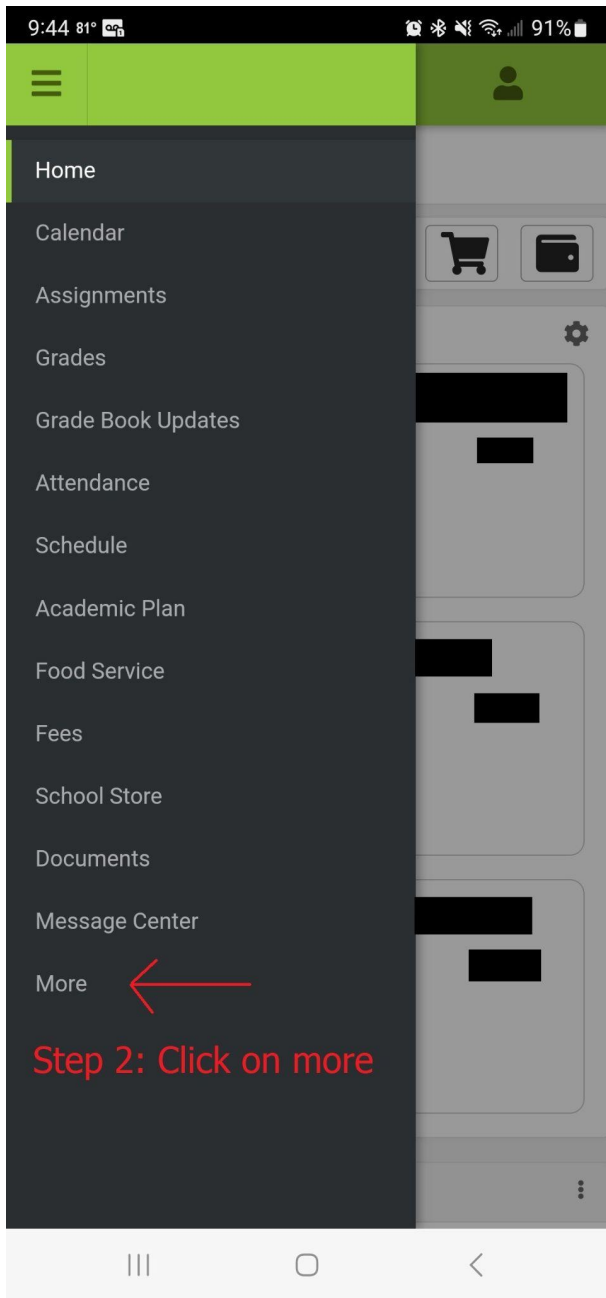 9:44 81°
91%
Home
Calendar
Assignments
Grades
Grade Book Updates
Attendance
Schedule
Academic Plan
Food Service
Fees
School Store
Documents
Message Center
More
Step 2: Click on more